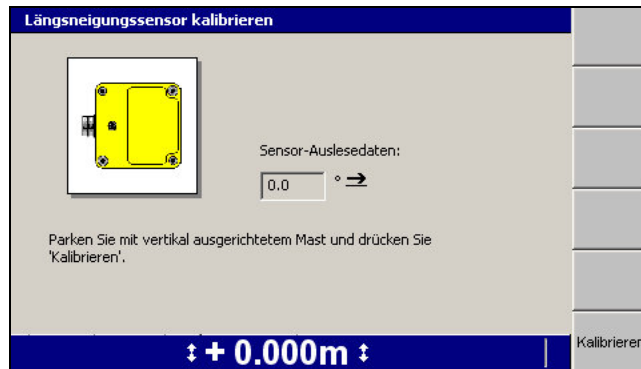 Längsneigungssensor kalibrieren
Sensor-Auslesedaten:
0.0 °
Parken Sie mit vertikal ausgerichtetem Mast und drücken Sie
'Kalibrieren'.
+ 0.000m
Kalibrieren